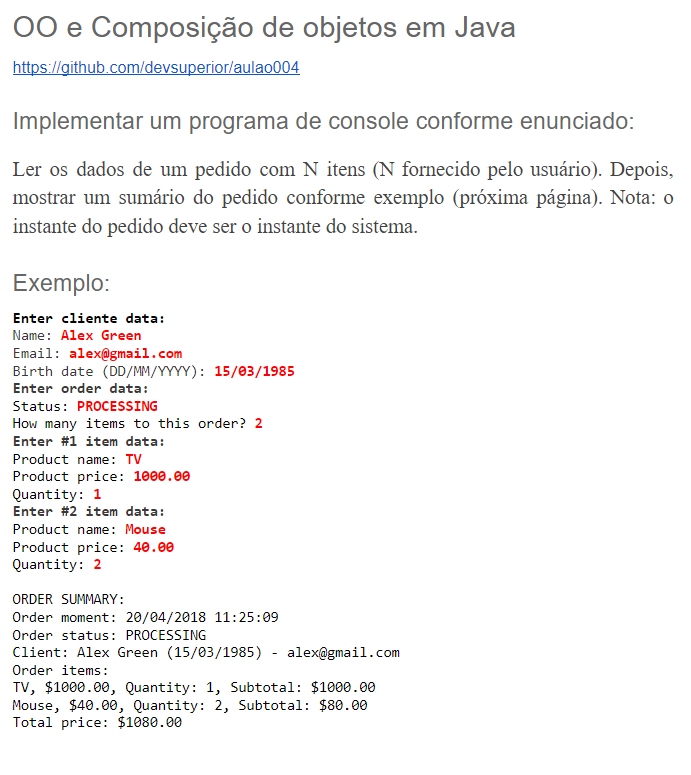 OO e Composição de objetos em Java
https://github.com/devsuperior/aulao004
Implementar um programa de console conforme enunciado:
Ler os dados de um pedido com N itens (N fornecido pelo usuário). Depois,
mostrar um sumário do pedido conforme exemplo (próxima página). Nota: o
instante do pedido deve ser o instante do sistema.
Exemplo:
Enter cliente data:
Name: Alex Green
Email: alex@gmail.com
Birth date (DD/MM/YYYY): 15/03/1985
Enter order data:
Status: PROCESSING
How many items to this order? 2
Enter #1 item data:
Product name: TV
Product price: 1000.00
Quantity: 1
Enter #2 item data:
Product name: Mouse
Product price: 40.00
Quantity: 2
ORDER SUMMARY:
Order moment: 20/04/2018 11:25:09
Order status: PROCESSING
Client: Alex Green (15/03/1985) - alex@gmail.com
Order items:
TV, $1000.00, Quantity: 1, Subtotal: $1000.00
Mouse, $40.00, Quantity: 2, Subtotal: $80.00
Total price: $1080.00